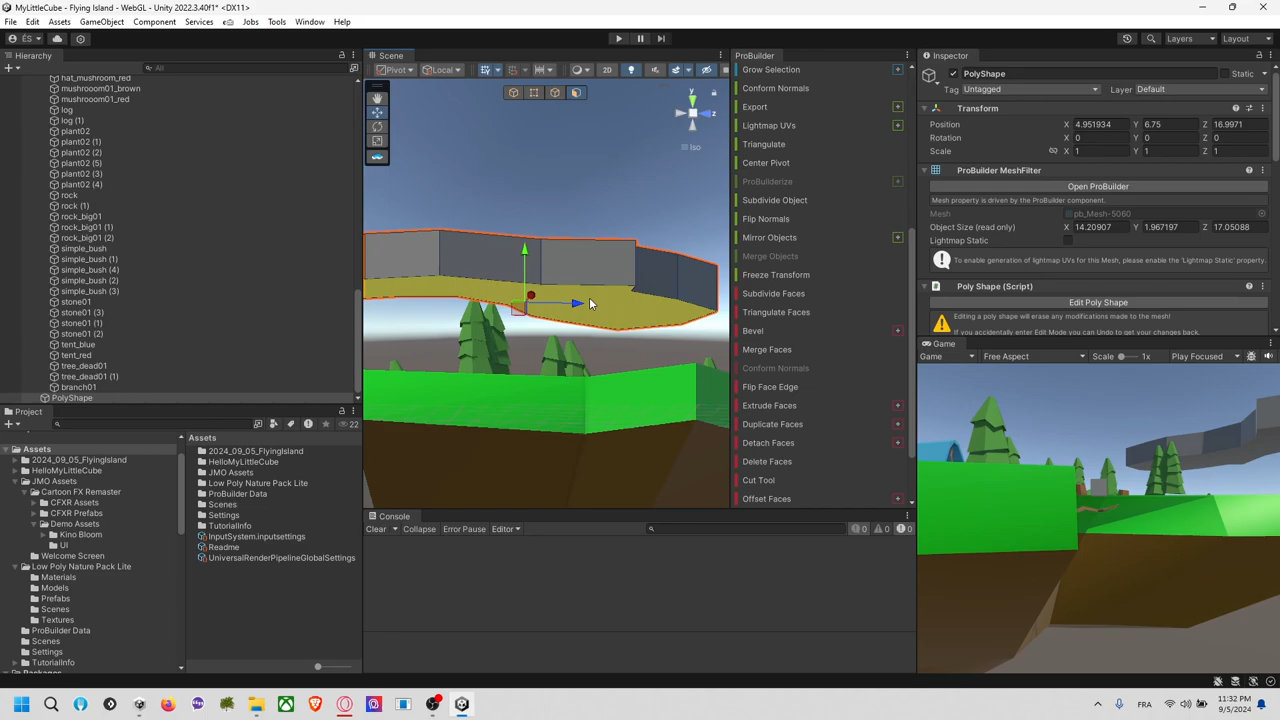 MyLittleCube - Flying Island - WebGL - Unity 2022.3.40f1* <DX11>
File Edit Assets GameObject Component Services Jobs Tools Window Help
ÉS Layers Layout
Hierarchy
All
hat_mushroom_red
mushrooom01_brown
mushrooom01_red
log
log (1)
plant02
plant02 (1)
plant02 (2)
plant02 (5)
plant02 (3)
plant02 (4)
rock
rock (1)
rock_big01
rock_big01 (1)
rock_big01 (2)
simple_bush
simple_bush (1)
simple_bush (4)
simple_bush (2)
simple_bush (3)
stone01
stone01 (3)
stone01 (1)
stone01 (2)
tent_blue
tent_red
tree_dead01
tree_dead01 (1)
branch01
PolyShape
Scene
Pivot Local 2D
y
z
Iso
ProBuilder
Grow Selection
Conform Normals
Export
Lightmap UVs
Triangulate
Center Pivot
ProBuilderize
Subdivide Object
Flip Normals
Mirror Objects
Merge Objects
Freeze Transform
Subdivide Faces
Triangulate Faces
Bevel
Merge Faces
Conform Normals
Flip Face Edge
Extrude Faces
Duplicate Faces
Detach Faces
Delete Faces
Cut Tool
Offset Faces
Inspector
PolyShape Static
Tag Untagged Layer Default
Transform
Position X 4.951934 Y 6.75 Z 16.9971
Rotation X 0 Y 0 Z 0
Scale X 1 Y 1 Z 1
ProBuilder MeshFilter
Open ProBuilder
Mesh property is driven by the ProBuilder component.
Mesh pb_Mesh-5060
Object Size (read only) X 14.20907 Y 1.967197 Z 17.05088
Lightmap Static
To enable generation of lightmap UVs for this Mesh, please enable the 'Lightmap Static' property.
Poly Shape (Script)
Edit Poly Shape
Editing a poly shape will erase any modifications made to the mesh!
If you accidentally enter Edit Mode you can Undo to get your changes back.
Game
Game Free Aspect Scale 1x Play Focused
Project
22
Assets
2024_09_05_FlyingIsland
HelloMyLittleCube
JMO Assets
Cartoon FX Remaster
CFXR Assets
CFXR Prefabs
Demo Assets
Kino Bloom
UI
Welcome Screen
Low Poly Nature Pack Lite
Materials
Models
Prefabs
Scenes
Textures
ProBuilder Data
Scenes
Settings
TutorialInfo
Assets
2024_09_05_FlyingIsland
HelloMyLittleCube
JMO Assets
Low Poly Nature Pack Lite
ProBuilder Data
Scenes
Settings
TutorialInfo
InputSystem.inputsettings
Readme
UniversalRenderPipelineGlobalSettings
Console
Clear Collapse Error Pause Editor 0 0 0
FRA 11:32 PM
9/5/2024